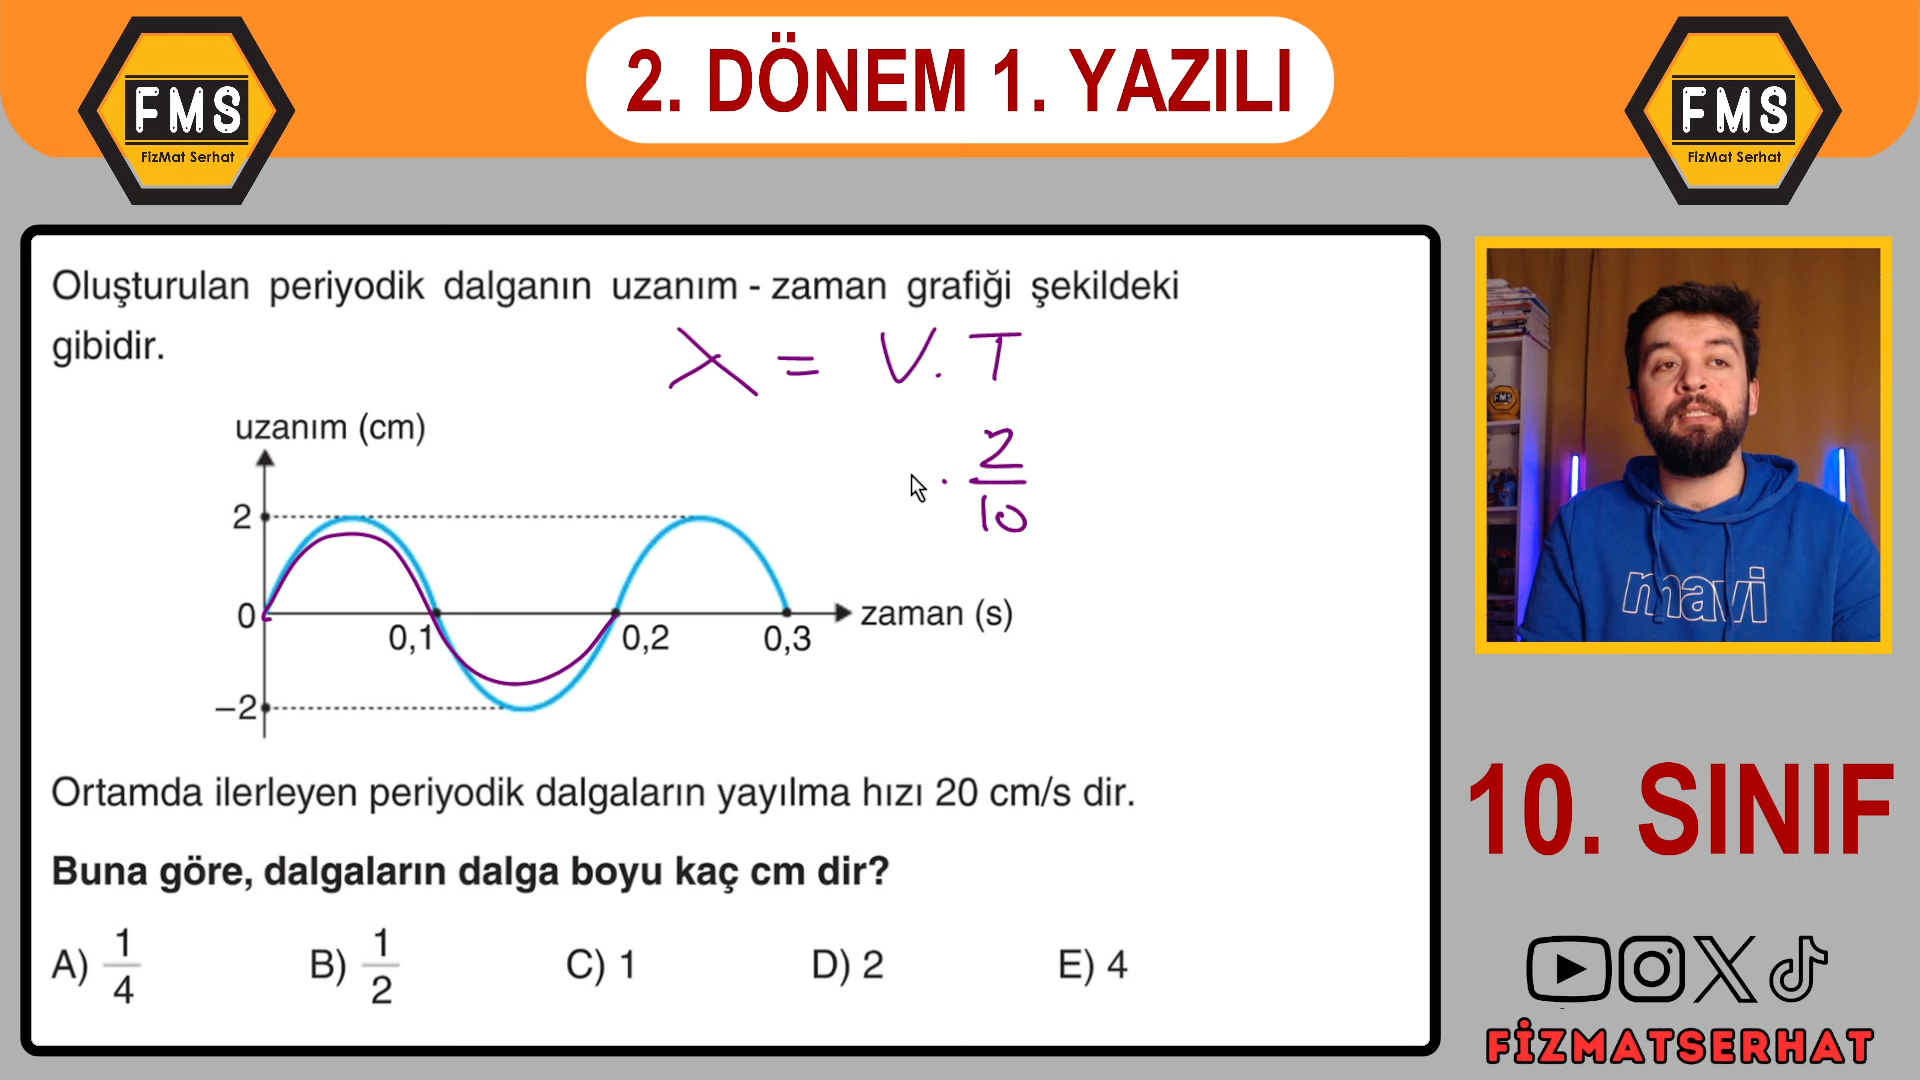 2. DÖNEM 1. YAZILI
FMS
FizMat Serhat
FMS
FizMat Serhat
Oluşturulan periyodik dalganın uzanım - zaman grafiği şekildeki
gibidir.
λ = V.T
. 2/10
uzanım (cm)
2
0
-2
0,1
0,2
0,3
zaman (s)
Ortamda ilerleyen periyodik dalgaların yayılma hızı 20 cm/s dir.
Buna göre, dalgaların dalga boyu kaç cm dir?
A) 1/4 B) 1/2 C) 1 D) 2 E) 4
FMS
mavi
10. SINIF
FİZMATSERHAT